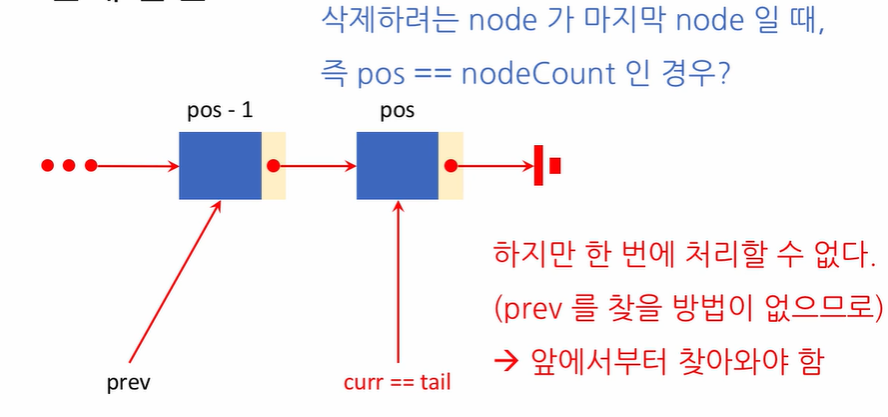 삭제하려는 node 가 마지막 node 일 때,
즉 pos == nodeCount 인 경우?
pos - 1
pos
하지만 한 번에 처리할 수 없다.
(prev 를 찾을 방법이 없으므로)
→ 앞에서부터 찾아와야 함
prev
curr == tail